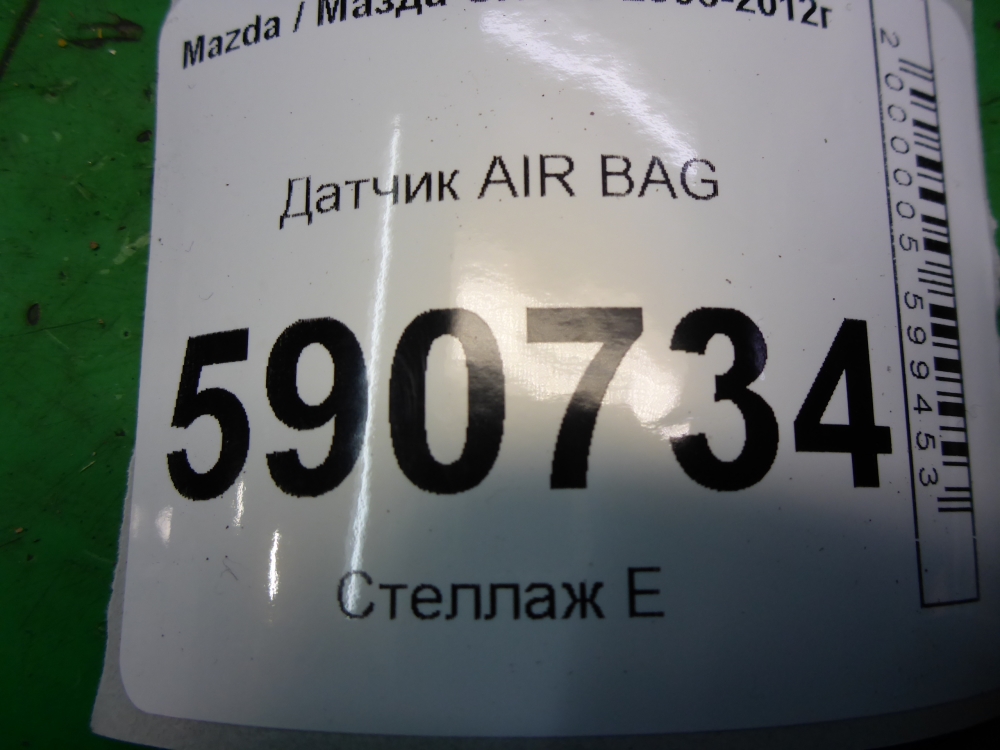 Mazda / Мазда
Датчик AIR BAG
590734
Стеллаж Е
2000005599453